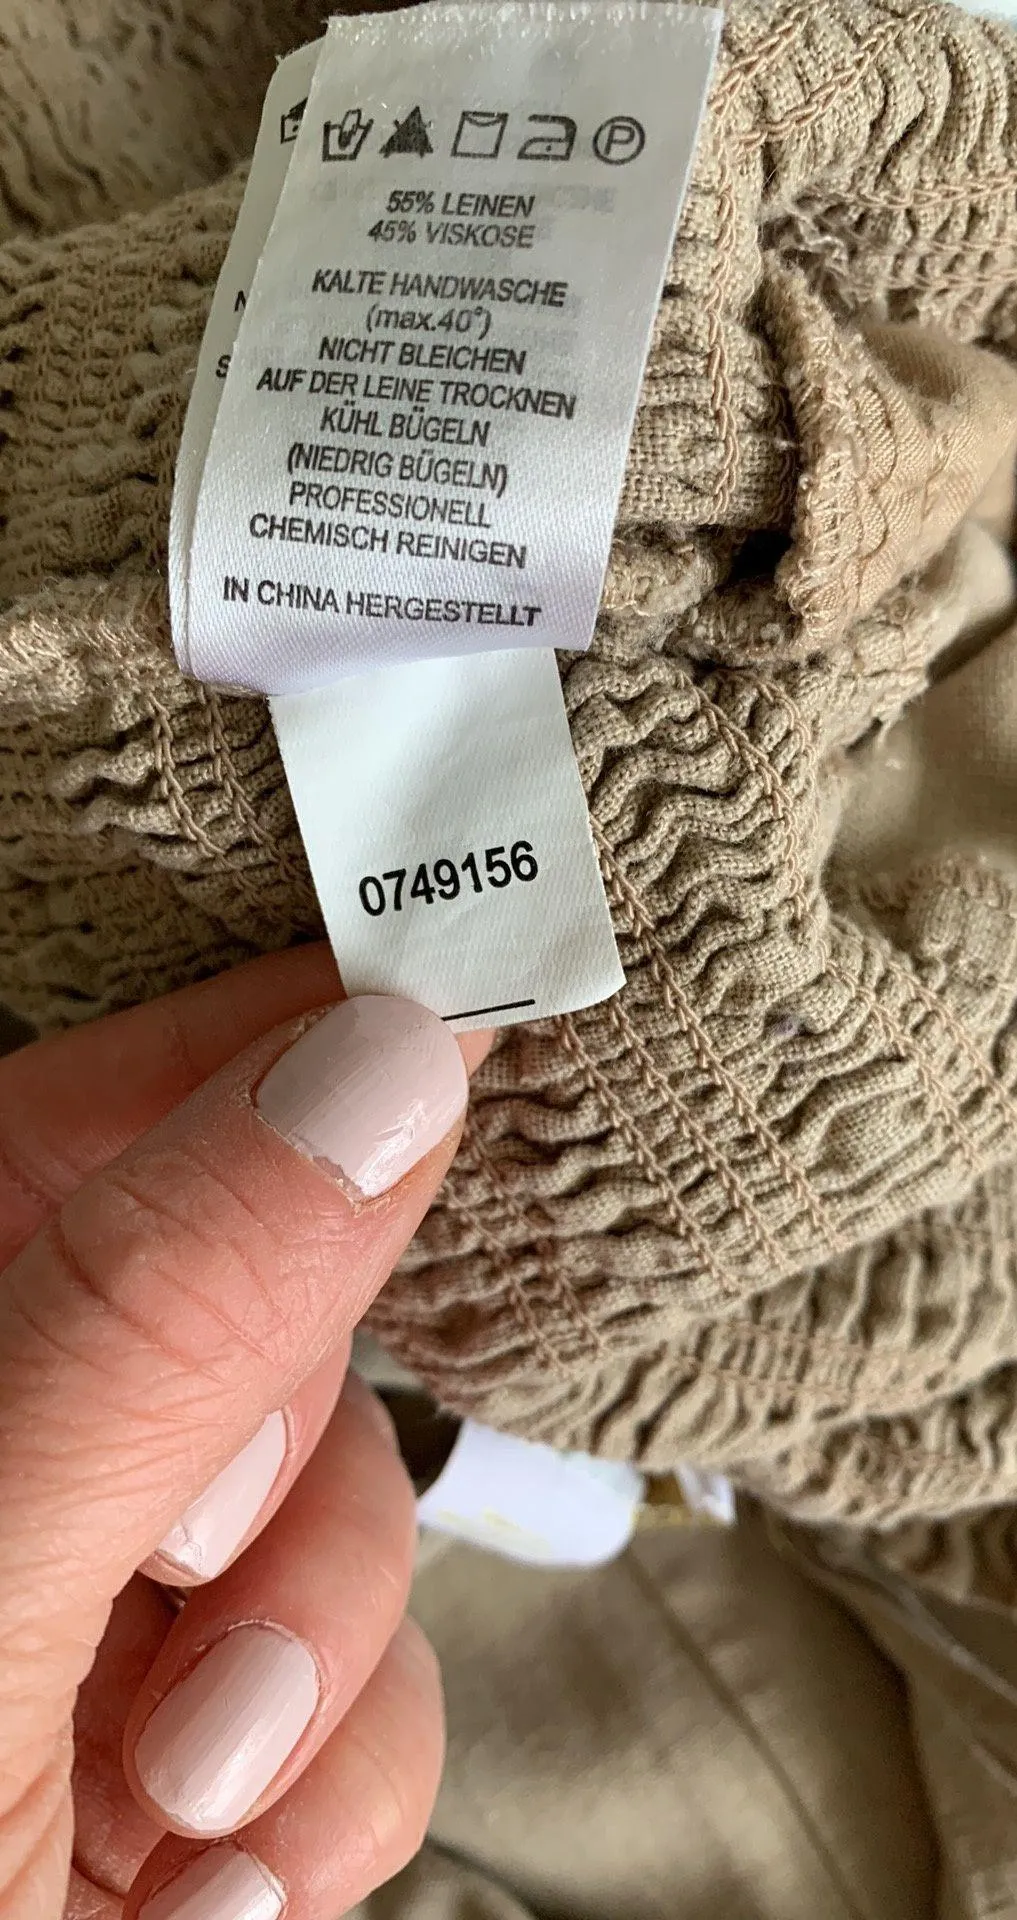 P
55% LEINEN
45% VISKOSE
KALTE HANDWASCHE
(max.40°)
NICHT BLEICHEN
AUF DER LEINE TROCKNEN
KÜHL BÜGELN
(NIEDRIG BÜGELN)
PROFESSIONELL
CHEMISCH REINIGEN
IN CHINA HERGESTELLT
0749156